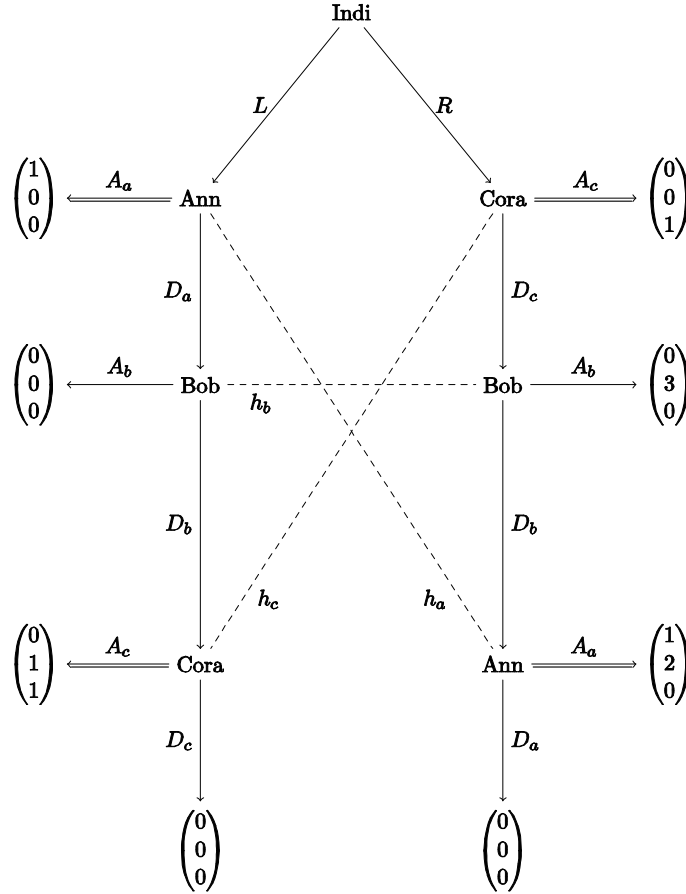 Indi
L R
1 0 0 A_a Ann Cora A_c 0 0 1
D_a D_c
0 0 0 A_b Bob Bob A_b 0 3 0
h_b
D_b D_b
h_c h_a
0 1 1 A_c Cora Ann A_a 1 2 0
D_c D_a
0 0 0 0 0 0